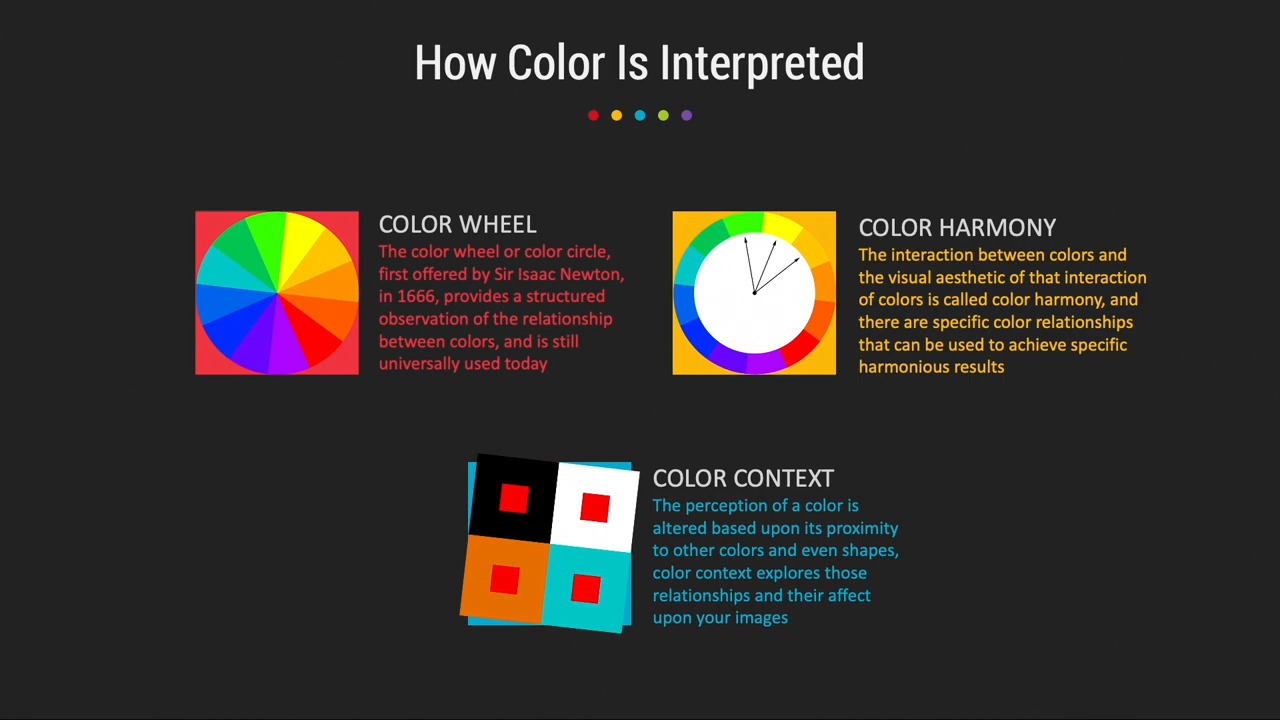 How Color Is Interpreted
COLOR WHEEL
The color wheel or color circle,
first offered by Sir Isaac Newton,
in 1666, provides a structured
observation of the relationship
between colors, and is still
universally used today
COLOR HARMONY
The interaction between colors and
the visual aesthetic of that interaction
of colors is called color harmony, and
there are specific color relationships
that can be used to achieve specific
harmonious results
COLOR CONTEXT
The perception of a color is
altered based upon its proximity
to other colors and even shapes,
color context explores those
relationships and their affect
upon your images